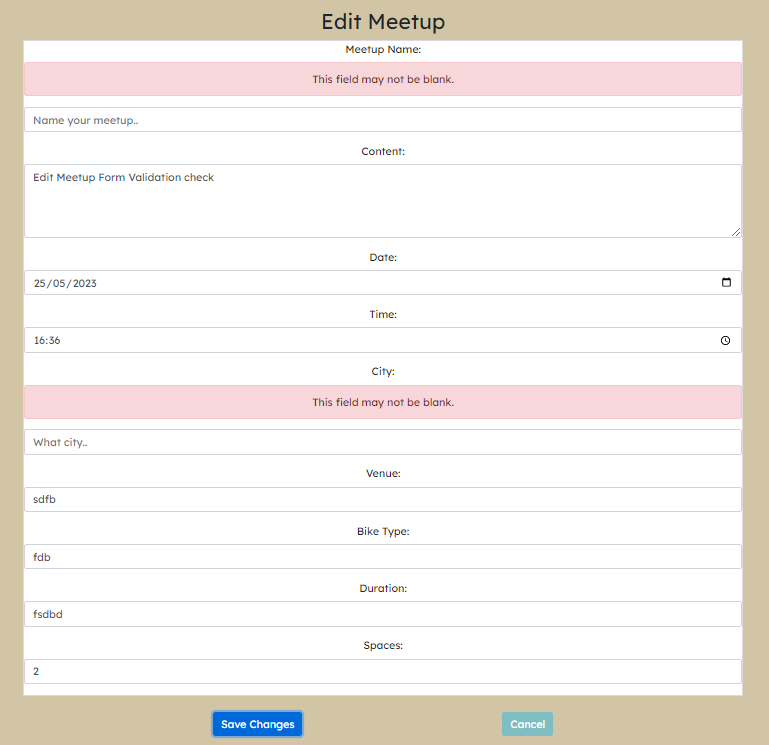 Edit Meetup
Meetup Name:
This field may not be blank.
Name your meetup..
Content:
Edit Meetup Form Validation check
Date:
25/05/2023
Time:
16:36
City:
This field may not be blank.
What city..
Venue:
sdfb
Bike Type:
fdb
Duration:
fsdbd
Spaces:
2
Save Changes
Cancel